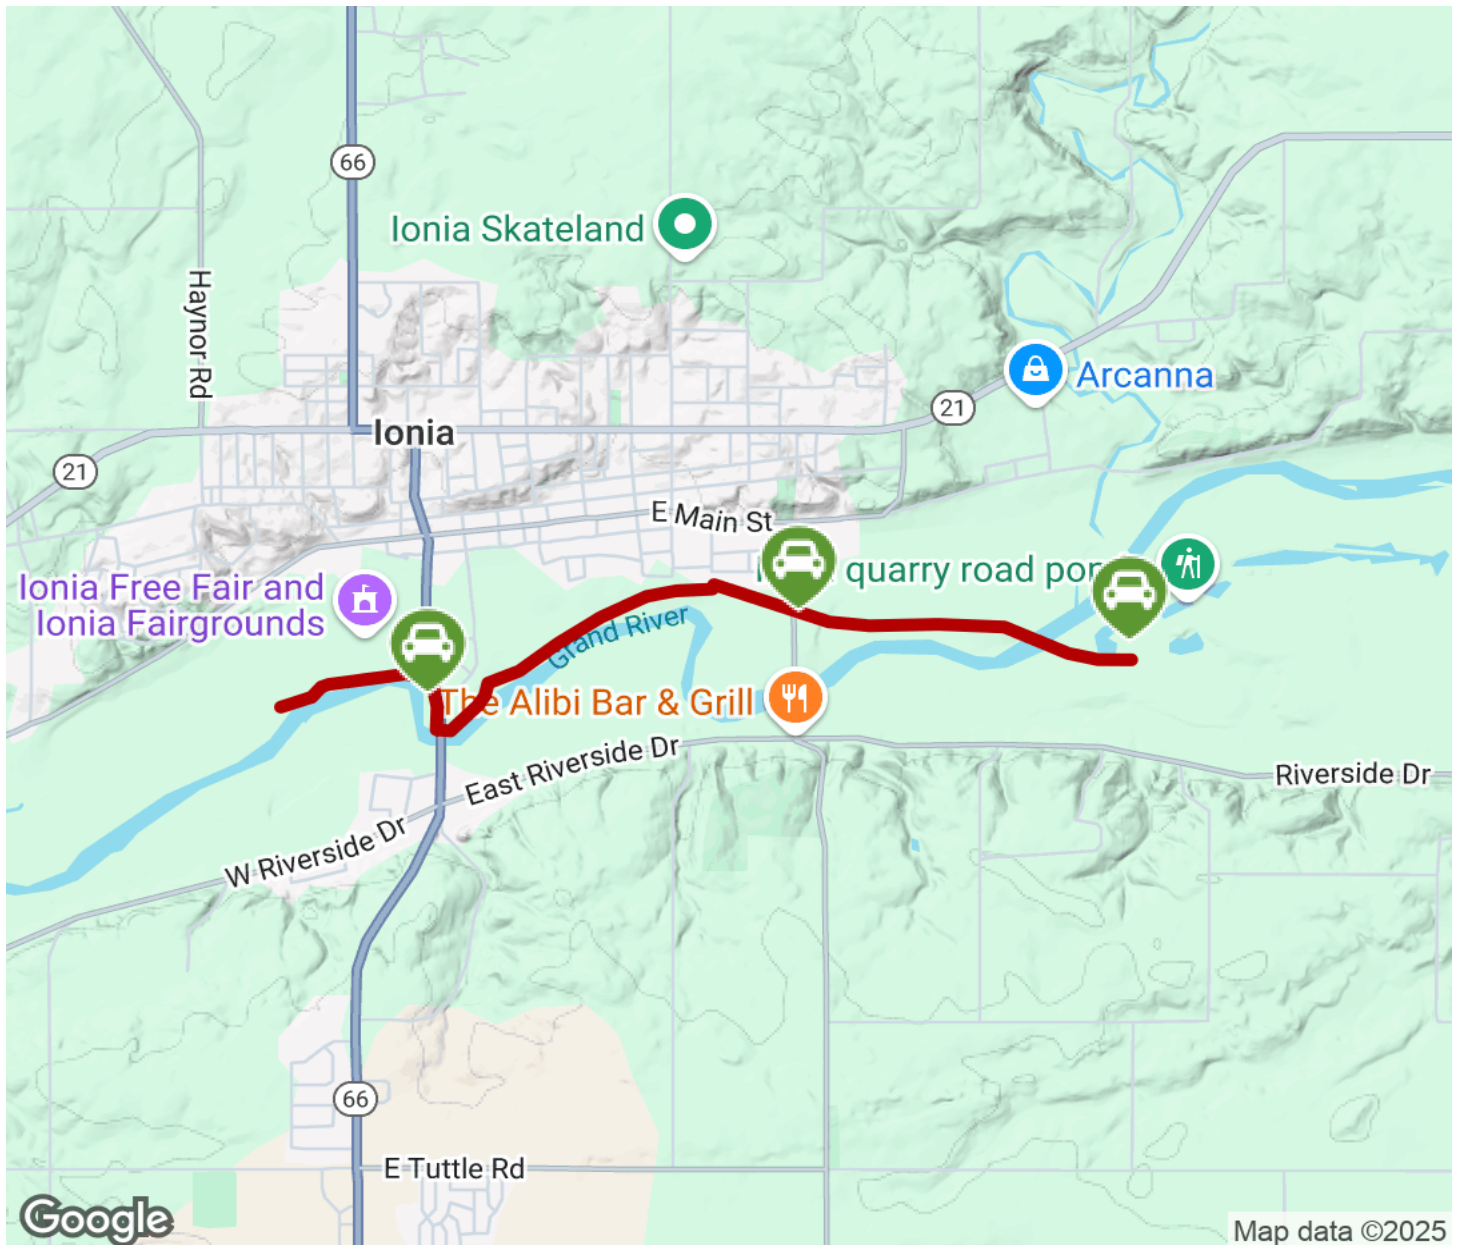 66
Ionia Skateland
Haynor Rd
Arcanna
21
Ionia
21
E Main St
quarry road
Ionia Free Fair and
Ionia Fairgrounds
Grand River
The Alibi Bar & Grill
East Riverside Dr
Riverside Dr
W Riverside Dr
66
E Tuttle Rd
Google
Map data ©2025